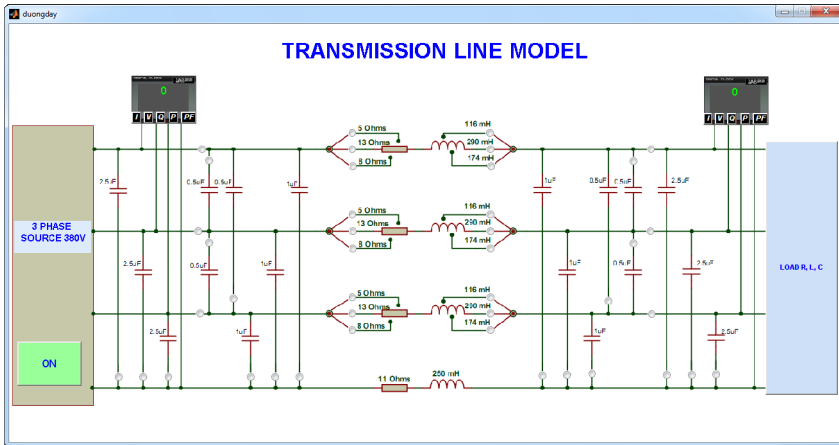 duongday
TRANSMISSION LINE MODEL
0
I V Q P PF
0
I V Q P PF
5 Ohms
116 mH
13 Ohms
290 mH
8 Ohms
174 mH
2.5uF
0.5uF
0.5uF
1uF
1uF
0.5uF
0.5uF
2.5uF
3 PHASE
SOURCE 380V
5 Ohms
116 mH
13 Ohms
290 mH
8 Ohms
174 mH
2.5uF
0.5uF
1uF
1uF
0.5uF
2.5uF
LOAD R, L, C
5 Ohms
116 mH
13 Ohms
290 mH
8 Ohms
174 mH
2.5uF
1uF
1uF
2.5uF
ON
11 Ohms
250 mH